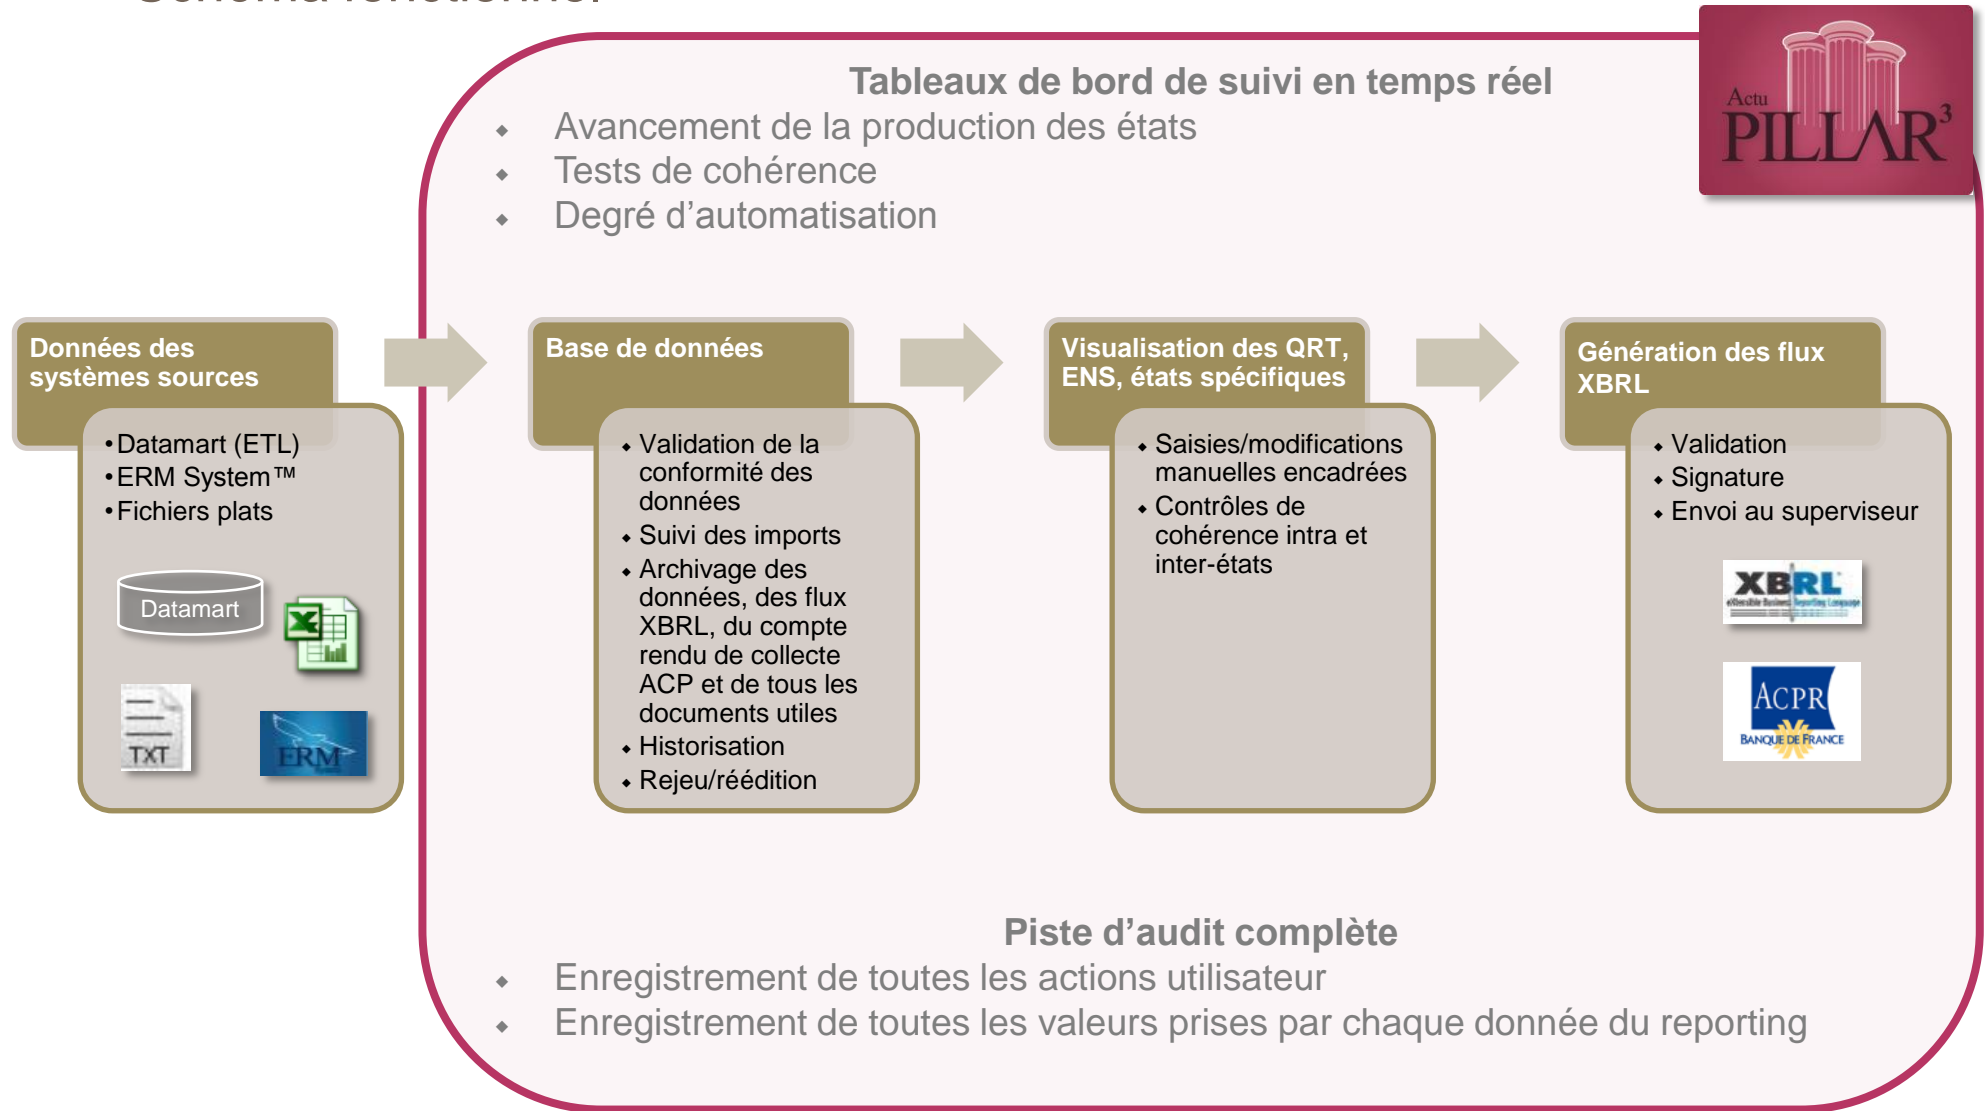 Schéma fonctionnel
Actu
PILLAR³
Tableaux de bord de suivi en temps réel
Avancement de la production des états
Tests de cohérence
Degré d’automatisation
Données des
systèmes sources
•Datamart (ETL)
•ERM System™
•Fichiers plats
Datamart
TXT
ERM
Base de données
Validation de la
conformité des
données
Suivi des imports
Archivage des
données, des flux
XBRL, du compte
rendu de collecte
ACP et de tous les
documents utiles
Historisation
Rejeu/réédition
Visualisation des QRT,
ENS, états spécifiques
Saisies/modifications
manuelles encadrées
Contrôles de
cohérence intra et
inter-états
Génération des flux
XBRL
Validation
Signature
Envoi au superviseur
XBRL
eXtensible Business Reporting Language
ACPR
BANQUE DE FRANCE
Piste d’audit complète
Enregistrement de toutes les actions utilisateur
Enregistrement de toutes les valeurs prises par chaque donnée du reporting